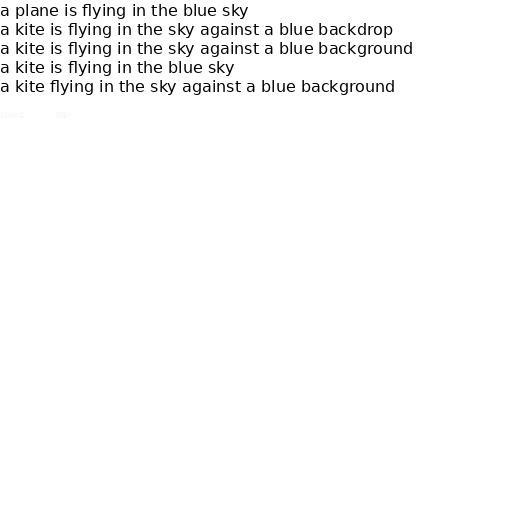 a plane is flying in the blue sky
a kite is flying in the sky against a blue backdrop
a kite is flying in the sky against a blue background
a kite is flying in the blue sky
a kite flying in the sky against a blue background